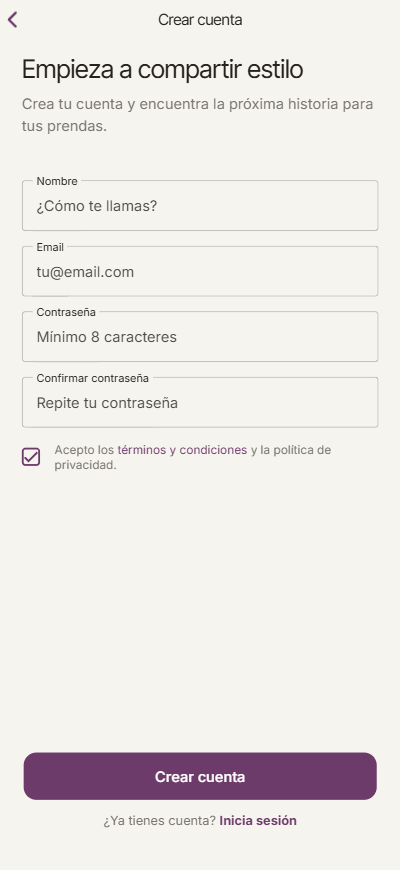 Crear cuenta
Empieza a compartir estilo
Crea tu cuenta y encuentra la próxima historia para
tus prendas.
Nombre
¿Cómo te llamas?
Email
tu@email.com
Contraseña
Mínimo 8 caracteres
Confirmar contraseña
Repite tu contraseña
Acepto los términos y condiciones y la política de
privacidad.
Crear cuenta
¿Ya tienes cuenta? Inicia sesión